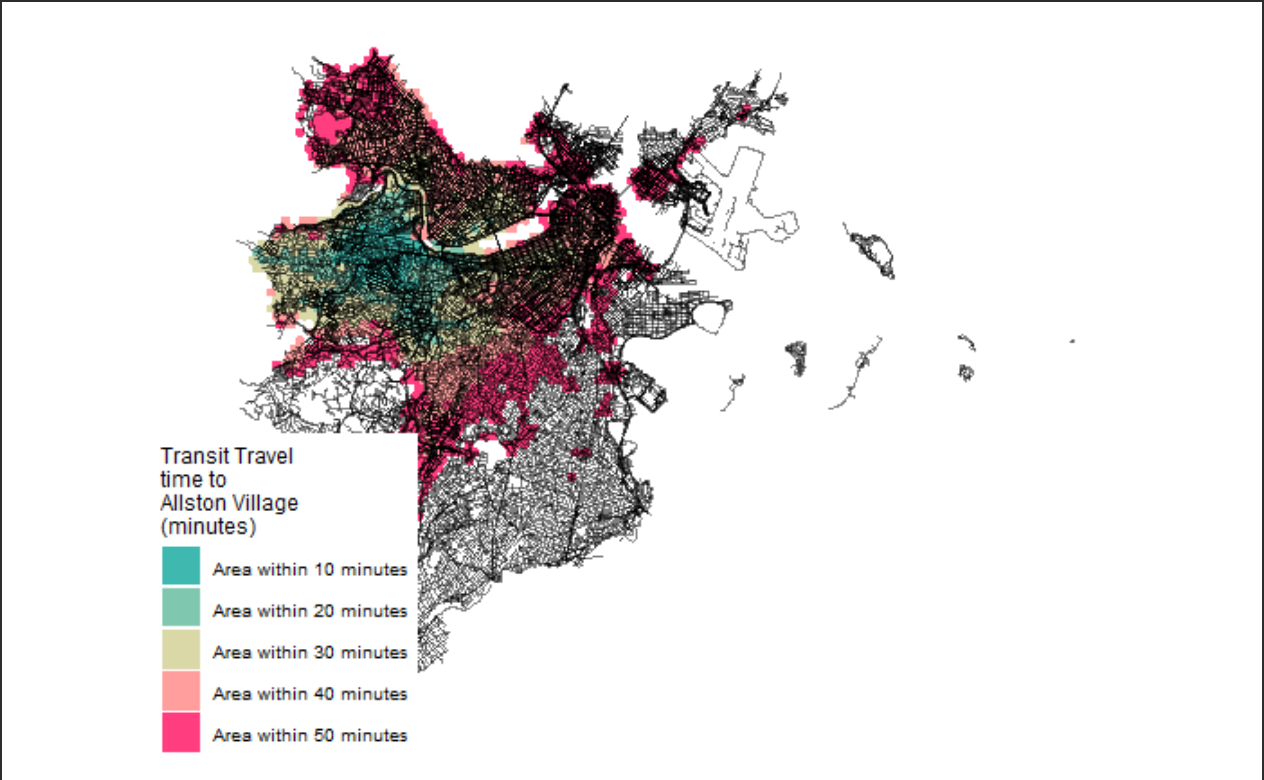 Transit Travel
time to
Allston Village
(minutes)
Area within 10 minutes
Area within 20 minutes
Area within 30 minutes
Area within 40 minutes
Area within 50 minutes